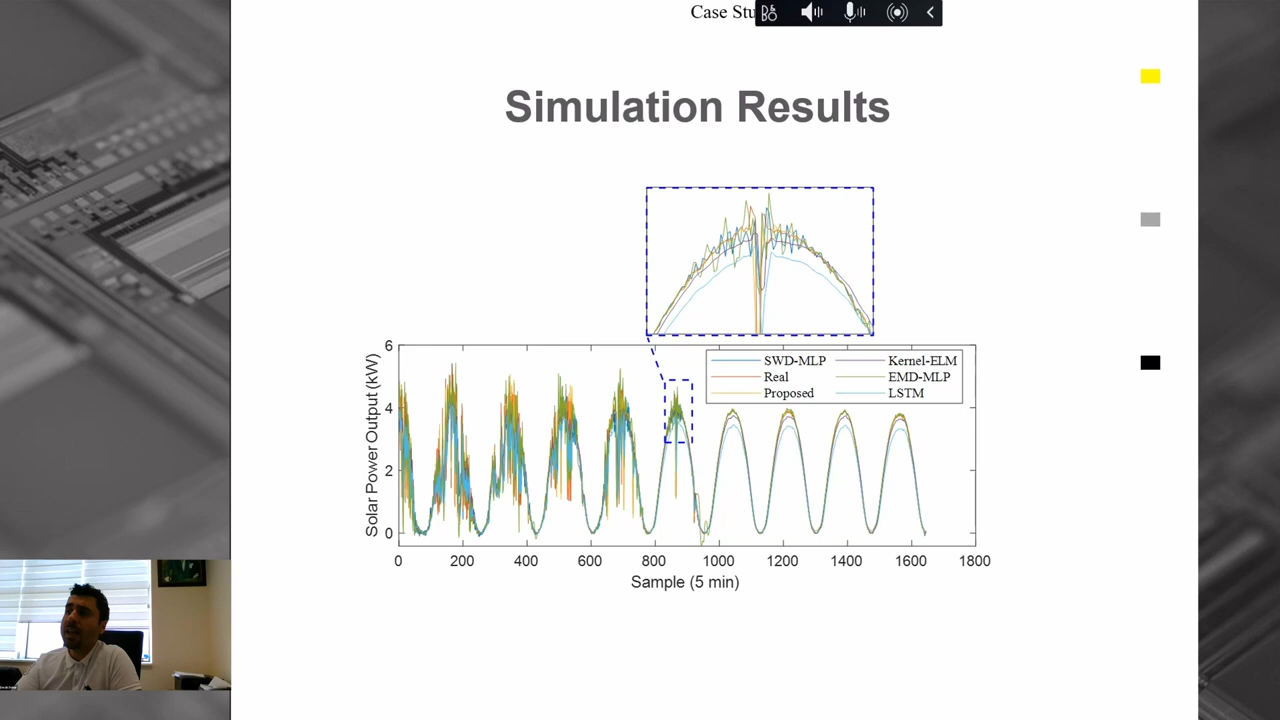 Case Stu
Simulation Results
SWD-MLP
Kernel-ELM
Real
EMD-MLP
Proposed
LSTM
Solar Power Output (kW)
6
4
2
0
0
200
400
600
800
1000
1200
1400
1600
1800
Sample (5 min)